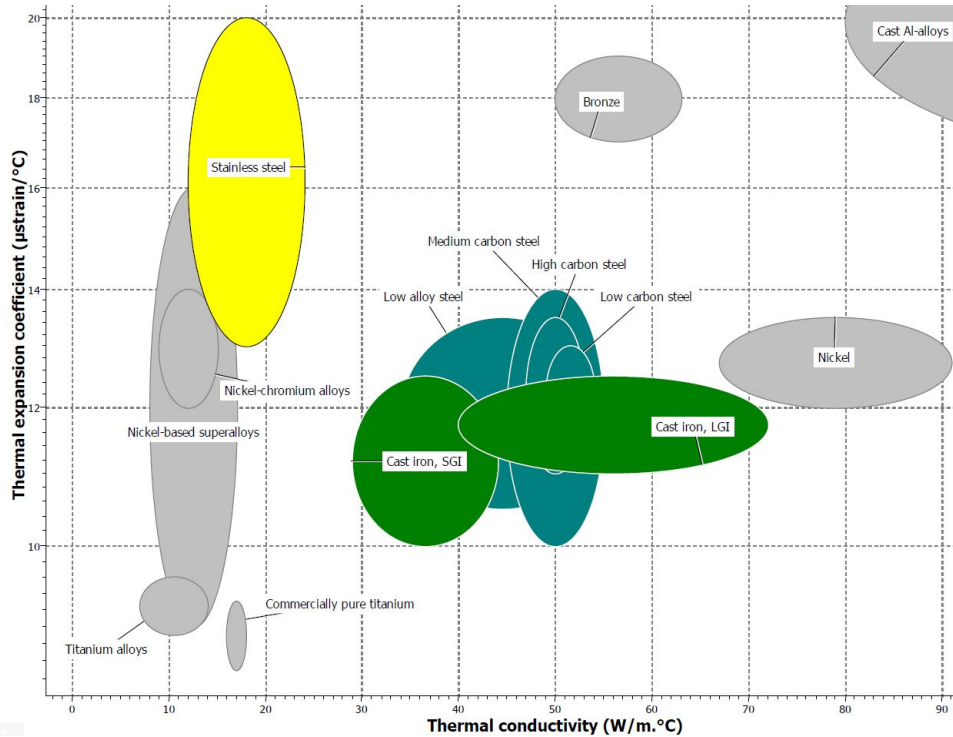 20
Cast Al-alloys
18
Bronze
Stainless steel
16
Medium carbon steel
High carbon steel
14
Low alloy steel
Low carbon steel
Nickel
Nickel-chromium alloys
12
Nickel-based superalloys
Cast iron, LGI
Cast iron, SGI
10
Commercially pure titanium
Titanium alloys
Thermal expansion coefficient (µstrain/°C)
0
10
20
30
40
50
60
70
80
90
Thermal conductivity (W/m.°C)